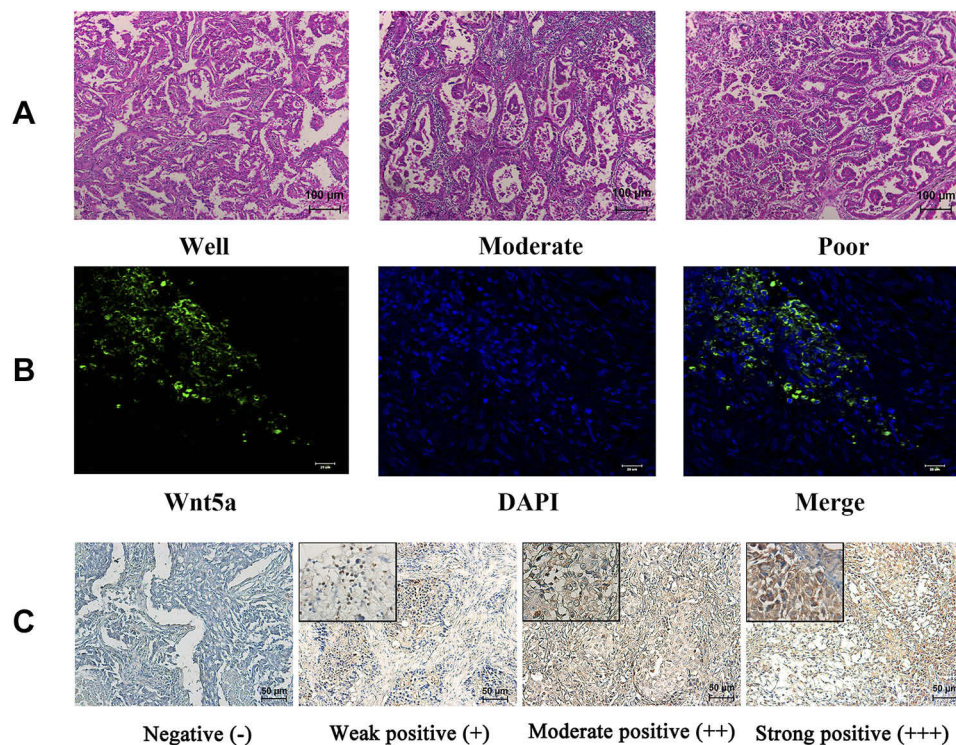 A
100 µm
100 µm
100 µm
Well
Moderate
Poor
B
Wnt5a
DAPI
Merge
C
50 µm
50 µm
50 µm
50 µm
Negative (-)
Weak positive (+)
Moderate positive (++)
Strong positive (+++)